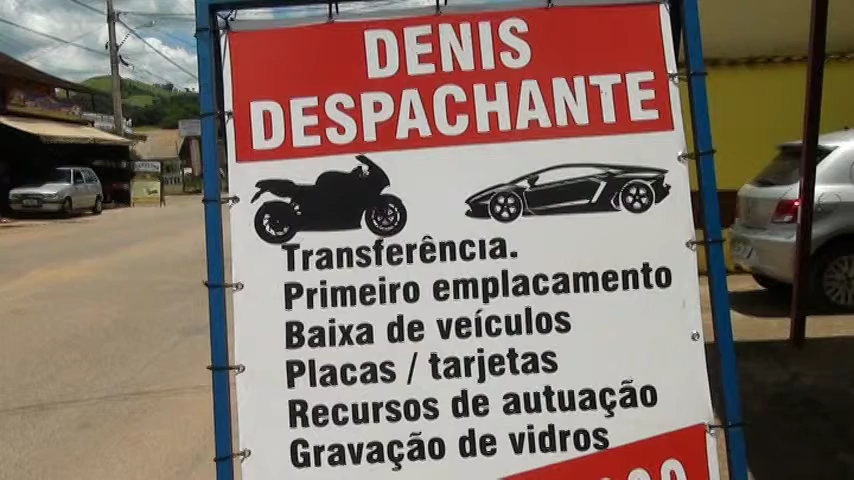 DENIS
DESPACHANTE
Transferência.
Primeiro emplacamento
Baixa de veículos
Placas / tarjetas
Recursos de autuação
Gravação de vidros